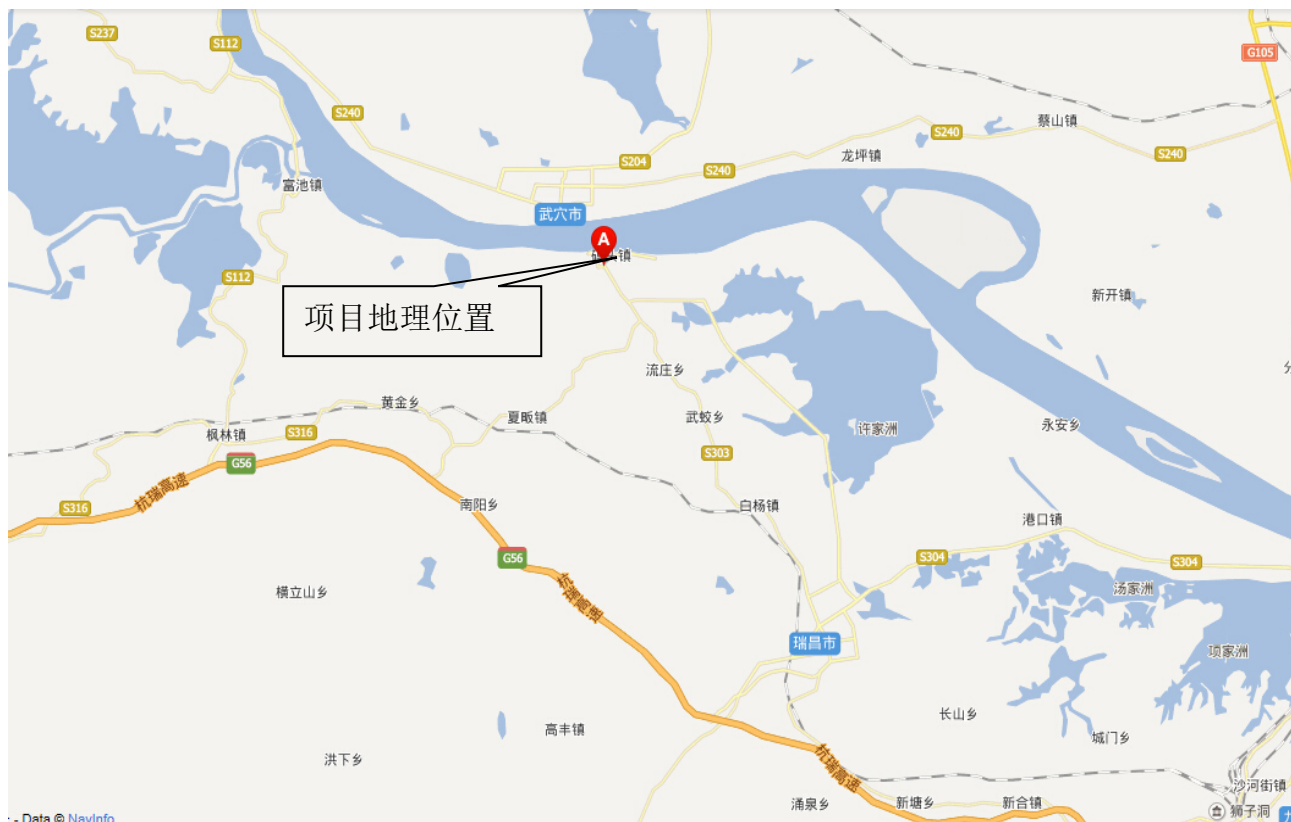 S237
S112
G105
S240
S240
蔡山镇
S204
S240
龙坪镇
S240
富池镇
武穴市
A
镇
S112
新开镇
项目地理位置
流庄乡
黄金乡
夏畈镇
武蛟乡
许家洲
永安乡
枫林镇
S316
S303
G56
杭瑞高速
S316
南阳乡
白杨镇
港口镇
G56
S304
S304
杭瑞高速
横立山乡
汤家洲
瑞昌市
项家洲
长山乡
高丰镇
城门乡
洪下乡
杭瑞高速
沙河街镇
涌泉乡
新塘乡
新合镇
狮子洞
- Data © NavInfo